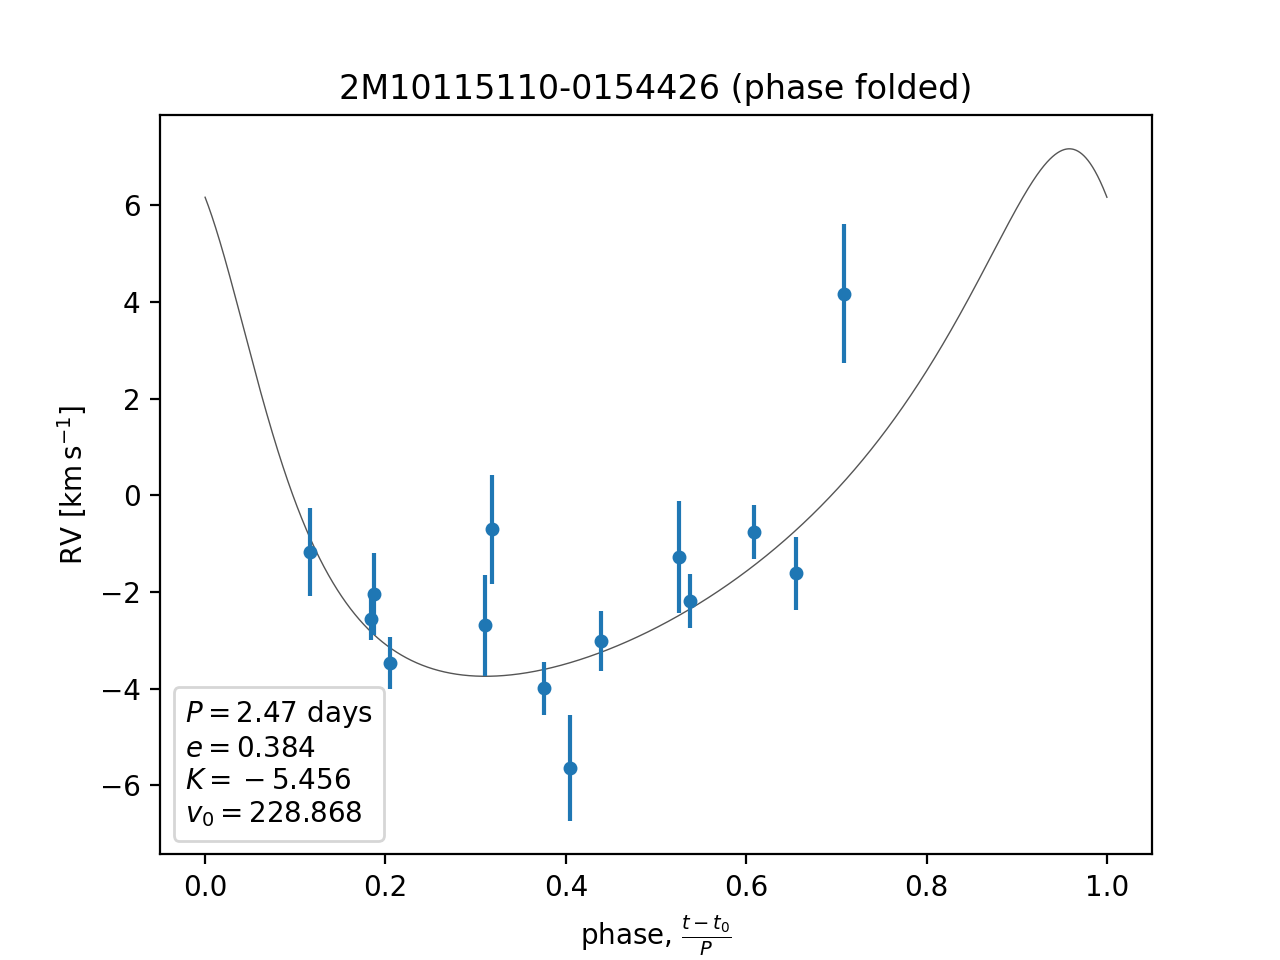 2M10115110-0154426 (phase folded)
RV [km s⁻¹]
6
4
2
0
−2
−4
−6
P = 2.47 days
e = 0.384
K = −5.456
v₀ = 228.868
0.0 0.2 0.4 0.6 0.8 1.0
phase, (t − t₀)/P